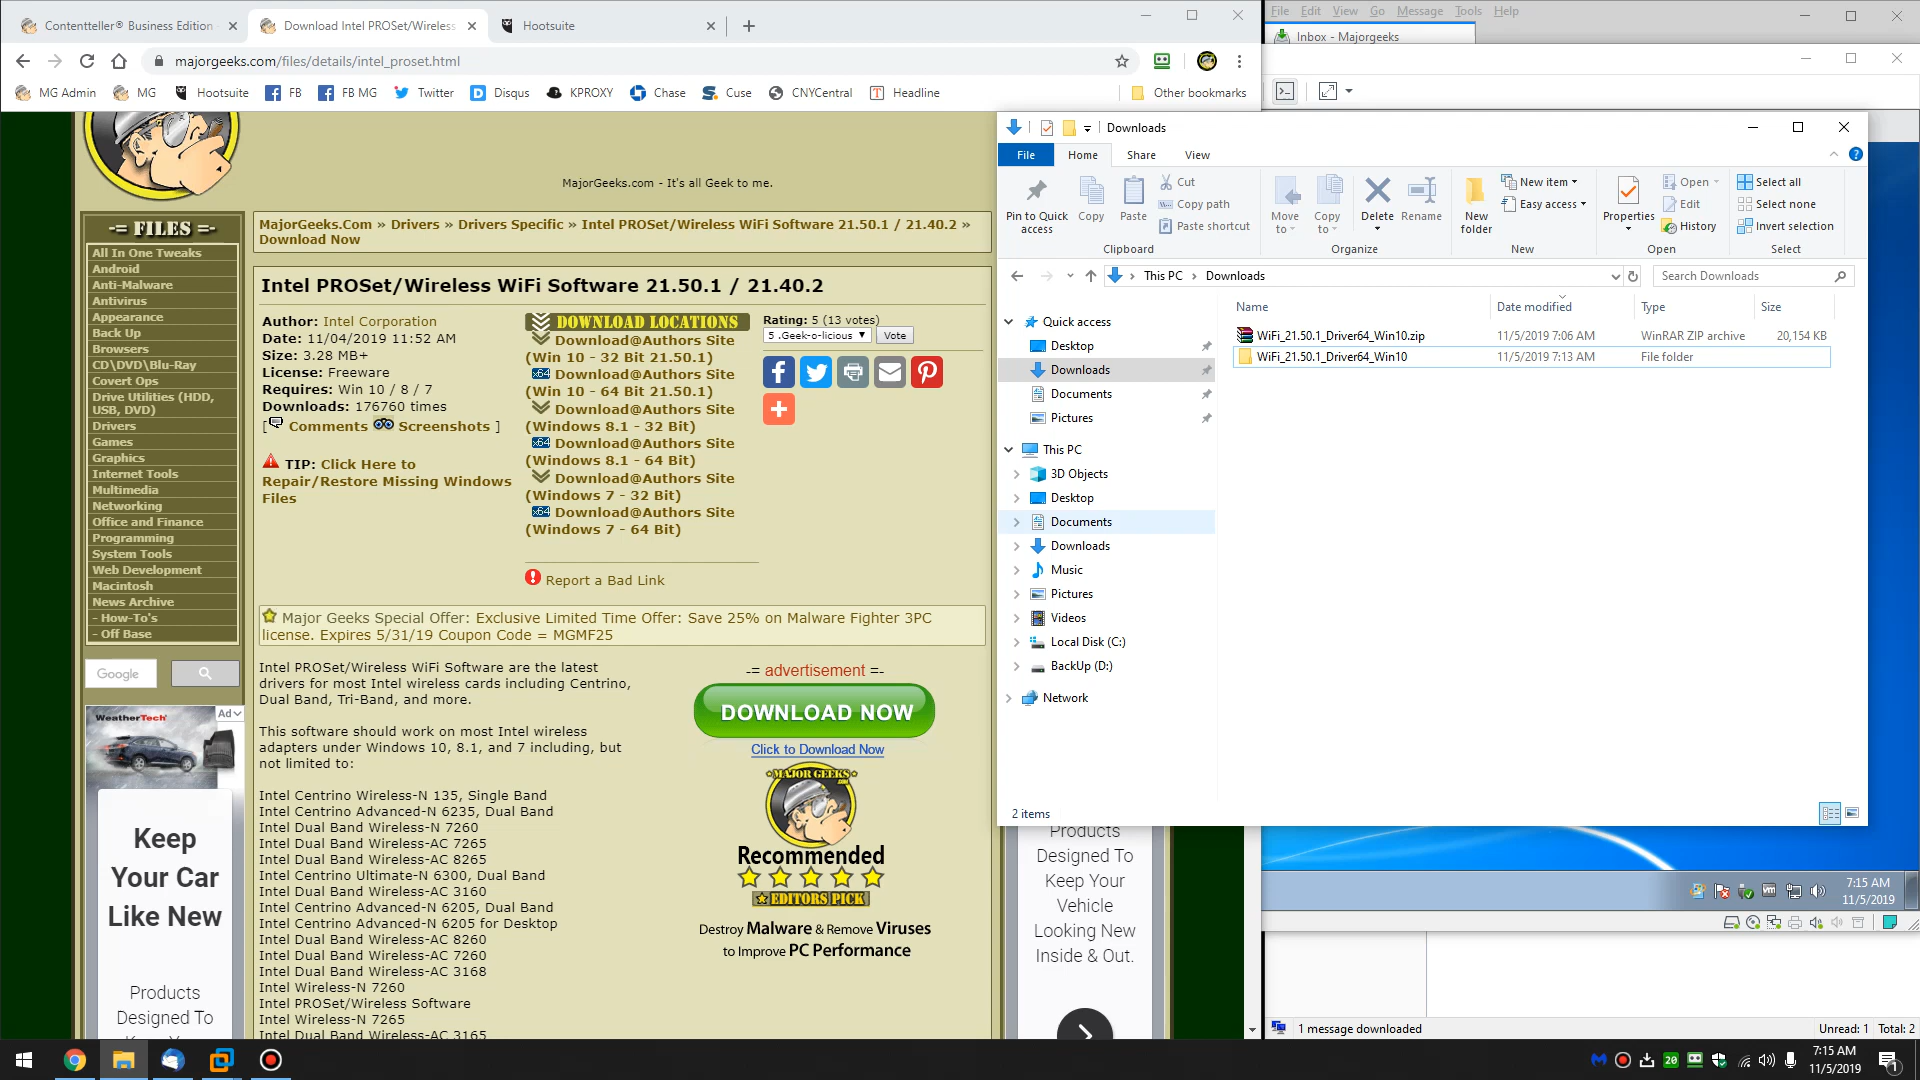 Contentteller® Business Edition
Download Intel PROSet/Wireless
Hootsuite
majorgeeks.com/files/details/intel_proset.html
MG Admin
MG
Hootsuite
FB
FB MG
Twitter
Disqus
KPROXY
Chase
Cuse
CNYCentral
Headline
Other bookmarks
File Edit View Go Message Tools Help
Inbox - Majorgeeks
MajorGeeks.com - It's all Geek to me.
-= FILES =-
All In One Tweaks
Android
Anti-Malware
Antivirus
Appearance
Back Up
Browsers
CD\DVD\Blu-Ray
Covert Ops
Drive Utilities (HDD,
USB, DVD)
Drivers
Games
Graphics
Internet Tools
Multimedia
Networking
Office and Finance
Programming
System Tools
Web Development
Macintosh
News Archive
- How-To's
- Off Base
Google
WeatherTech
Ad
Keep
Your Car
Like New
Products
Designed To
MajorGeeks.Com » Drivers » Drivers Specific » Intel PROSet/Wireless WiFi Software 21.50.1 / 21.40.2 »
Download Now
Intel PROSet/Wireless WiFi Software 21.50.1 / 21.40.2
Author: Intel Corporation
Date: 11/04/2019 11:52 AM
Size: 3.28 MB+
License: Freeware
Requires: Win 10 / 8 / 7
Downloads: 176760 times
[ Comments Screenshots ]
TIP: Click Here to
Repair/Restore Missing Windows
Files
DOWNLOAD LOCATIONS
Download@Authors Site
(Win 10 - 32 Bit 21.50.1)
x64 Download@Authors Site
(Win 10 - 64 Bit 21.50.1)
Download@Authors Site
(Windows 8.1 - 32 Bit)
x64 Download@Authors Site
(Windows 8.1 - 64 Bit)
Download@Authors Site
(Windows 7 - 32 Bit)
x64 Download@Authors Site
(Windows 7 - 64 Bit)
Report a Bad Link
Rating: 5 (13 votes)
5 .Geek-o-licious
Vote
Major Geeks Special Offer: Exclusive Limited Time Offer: Save 25% on Malware Fighter 3PC
license. Expires 5/31/19 Coupon Code = MGMF25
Intel PROSet/Wireless WiFi Software are the latest
drivers for most Intel wireless cards including Centrino,
Dual Band, Tri-Band, and more.
This software should work on most Intel wireless
adapters under Windows 10, 8.1, and 7 including, but
not limited to:
Intel Centrino Wireless-N 135, Single Band
Intel Centrino Advanced-N 6235, Dual Band
Intel Dual Band Wireless-N 7260
Intel Dual Band Wireless-AC 7265
Intel Dual Band Wireless-AC 8265
Intel Centrino Ultimate-N 6300, Dual Band
Intel Dual Band Wireless-AC 3160
Intel Centrino Advanced-N 6205, Dual Band
Intel Centrino Advanced-N 6205 for Desktop
Intel Dual Band Wireless-AC 8260
Intel Dual Band Wireless-AC 7260
Intel Dual Band Wireless-AC 3168
Intel Wireless-N 7260
Intel PROSet/Wireless Software
Intel Wireless-N 7265
Intel Dual Band Wireless-AC 3165
-= advertisement =-
DOWNLOAD NOW
Click to Download Now
MAJOR GEEKS
.COM
Recommended
EDITORS PICK
Destroy Malware & Remove Viruses
to Improve PC Performance
Products
Designed To
Keep Your
Vehicle
Looking New
Inside & Out.
Downloads
File
Home
Share
View
Pin to Quick
access
Copy
Paste
Cut
Copy path
Paste shortcut
Clipboard
Move
to
Copy
to
Delete
Rename
Organize
New
folder
New item
Easy access
New
Properties
Open
Edit
History
Open
Select all
Select none
Invert selection
Select
This PC
Downloads
Search Downloads
Quick access
Desktop
Downloads
Documents
Pictures
This PC
3D Objects
Desktop
Documents
Downloads
Music
Pictures
Videos
Local Disk (C:)
BackUp (D:)
Network
Name
Date modified
Type
Size
WiFi_21.50.1_Driver64_Win10.zip
11/5/2019 7:06 AM
WinRAR ZIP archive
20,154 KB
WiFi_21.50.1_Driver64_Win10
11/5/2019 7:13 AM
File folder
2 items
7:15 AM
11/5/2019
1 message downloaded
Unread: 1
Total: 2
20
7:15 AM
11/5/2019
1